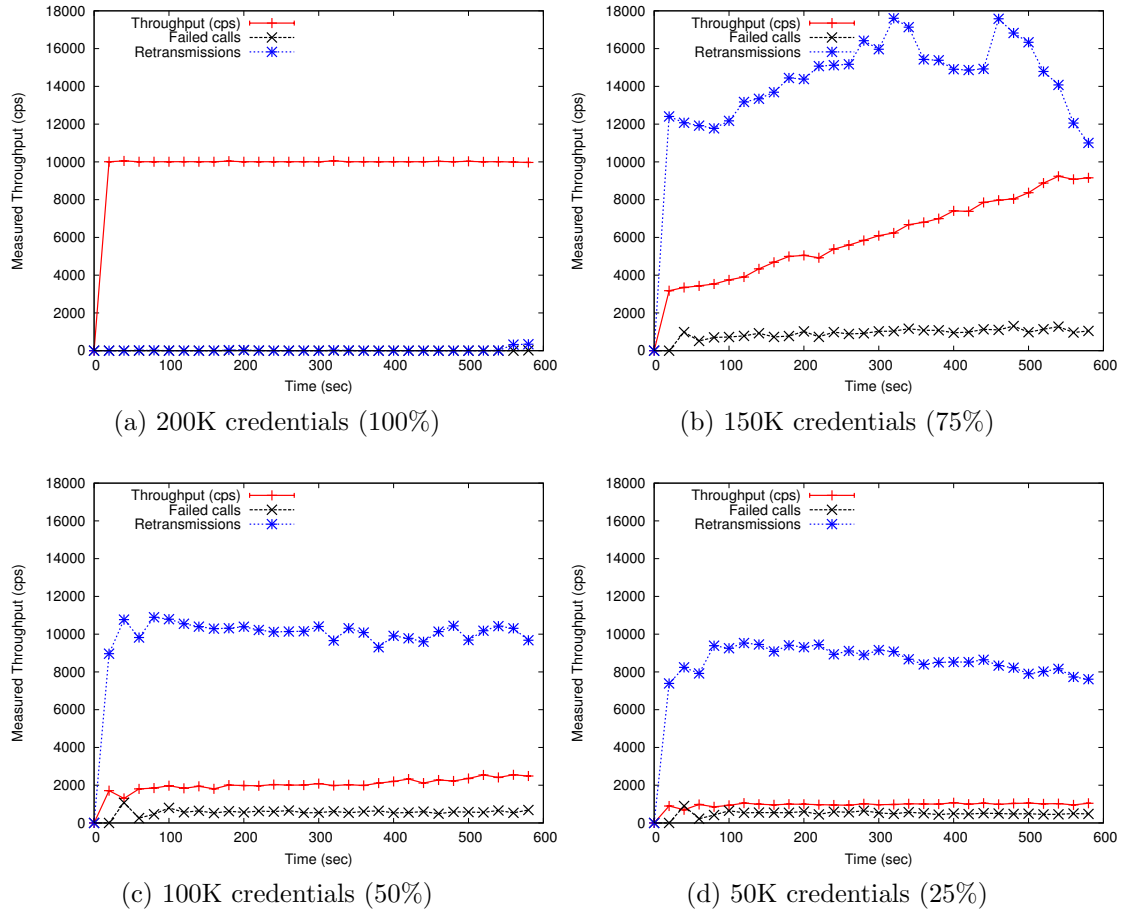 Measured Throughput (cps)
18000
16000
14000
12000
10000
8000
6000
4000
2000
0
Throughput (cps)
Failed calls
Retransmissions
0 100 200 300 400 500 600
Time (sec)
(a) 200K credentials (100%)
Measured Throughput (cps)
18000
16000
14000
12000
10000
8000
6000
4000
2000
0
Throughput (cps)
Failed calls
Retransmissions
0 100 200 300 400 500 600
Time (sec)
(b) 150K credentials (75%)
Measured Throughput (cps)
18000
16000
14000
12000
10000
8000
6000
4000
2000
0
Throughput (cps)
Failed calls
Retransmissions
0 100 200 300 400 500 600
Time (sec)
(c) 100K credentials (50%)
Measured Throughput (cps)
18000
16000
14000
12000
10000
8000
6000
4000
2000
0
Throughput (cps)
Failed calls
Retransmissions
0 100 200 300 400 500 600
Time (sec)
(d) 50K credentials (25%)